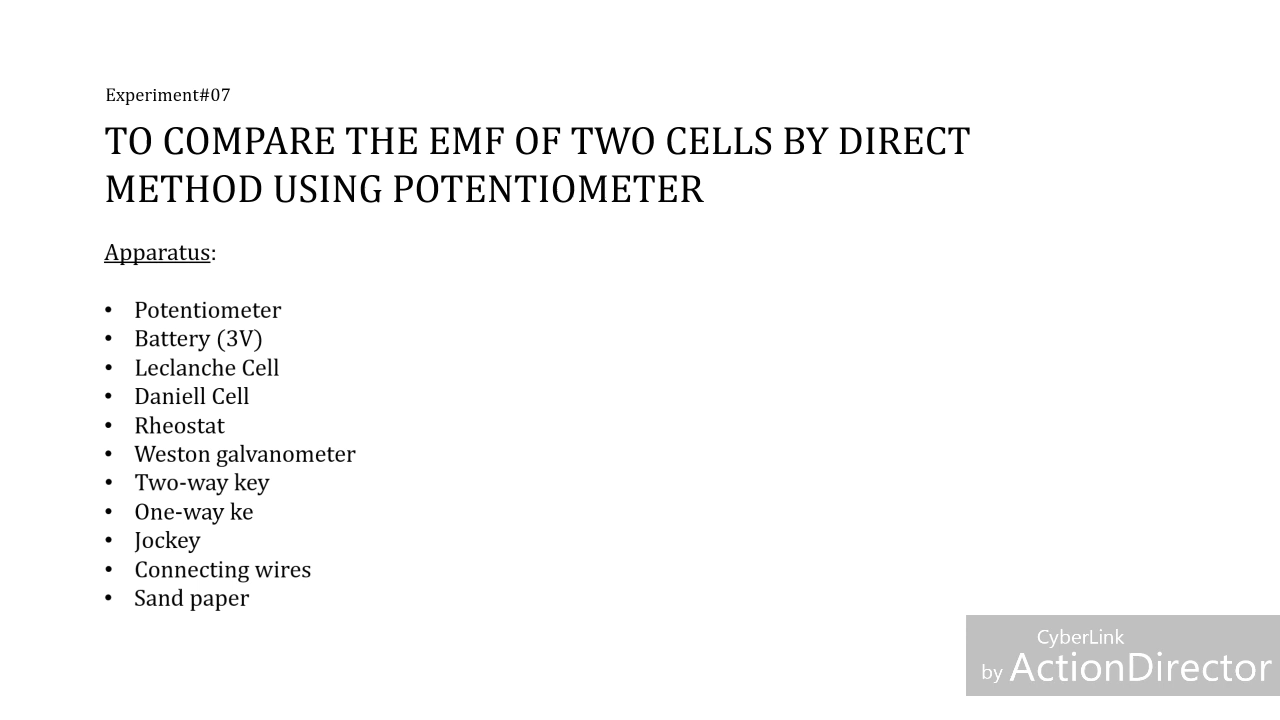 Experiment#07
TO COMPARE THE EMF OF TWO CELLS BY DIRECT
METHOD USING POTENTIOMETER
Apparatus:
• Potentiometer
• Battery (3V)
• Leclanche Cell
• Daniell Cell
• Rheostat
• Weston galvanometer
• Two-way key
• One-way ke
• Jockey
• Connecting wires
• Sand paper
CyberLink
by ActionDirector